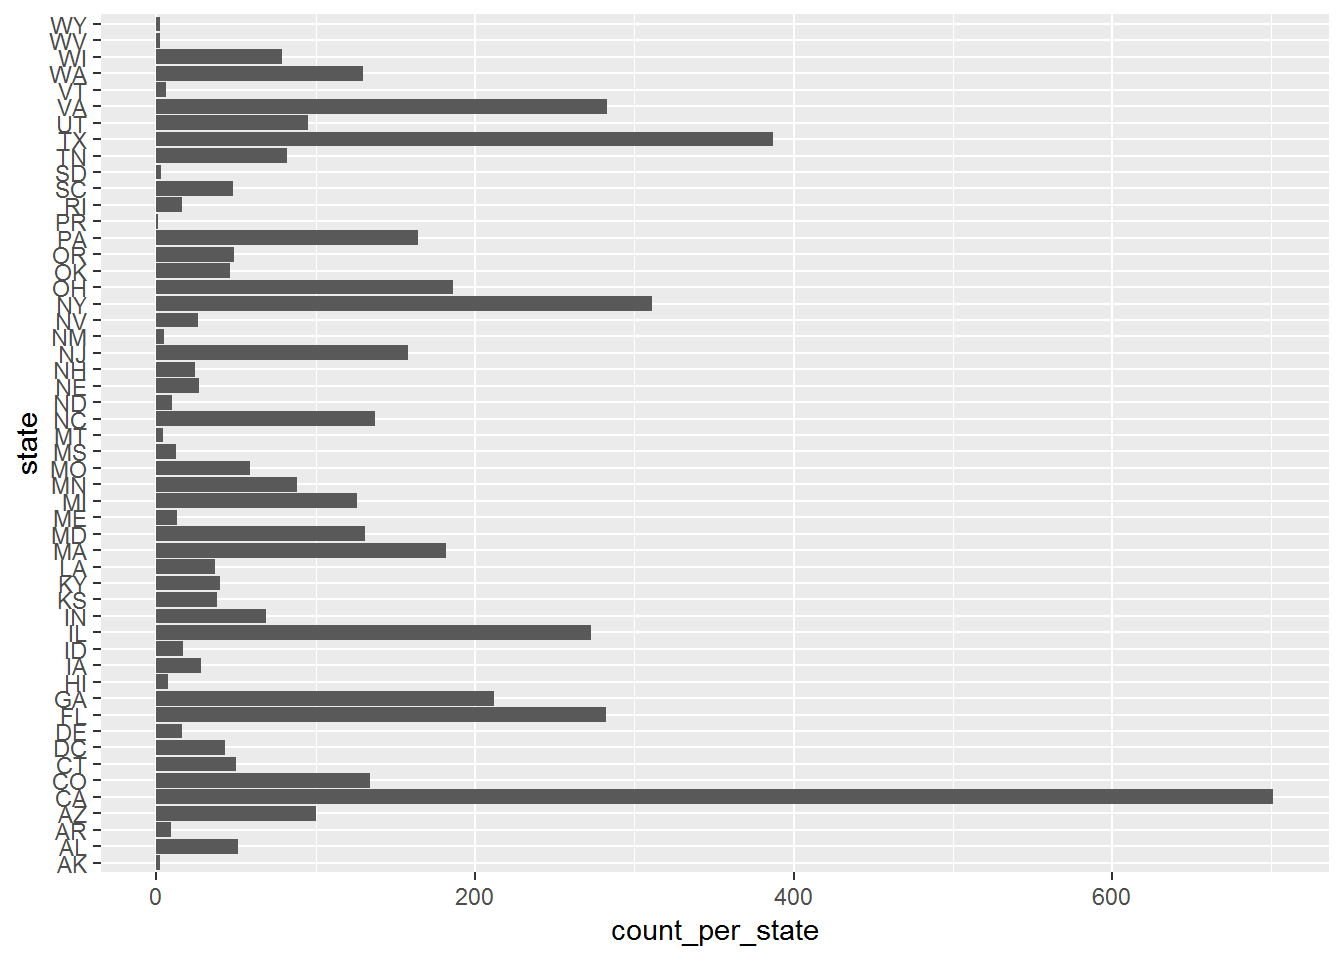 WY
WV
WI
WA
VT
VA
UT
TX
TN
SD
SC
RI
PR
PA
OR
OK
OH
NY
NV
NM
NJ
NH
NE
ND
NC
MT
MS
MO
MN
MI
ME
MD
MA
LA
KY
KS
IN
IL
ID
IA
HI
GA
FL
DE
DC
CT
CO
CA
AZ
AR
AL
AK
state
0 200 400 600
count_per_state